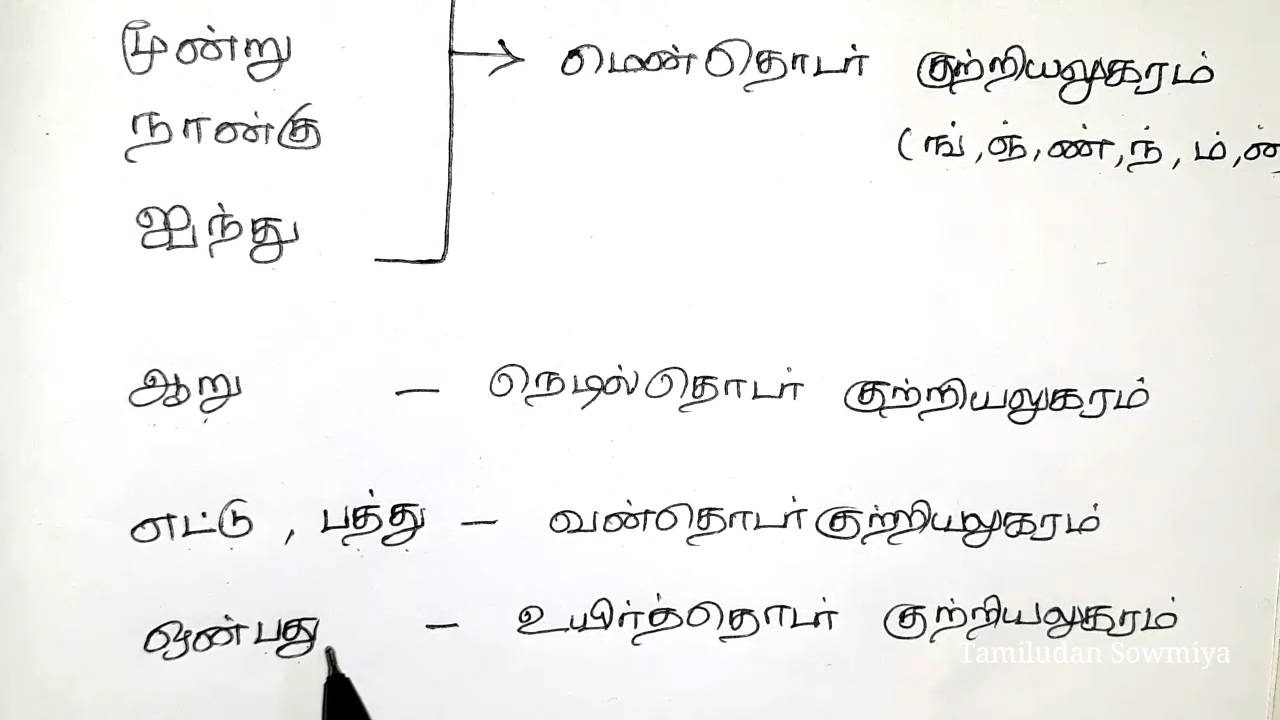 மூன்று
மென்தொடர் குற்றியலுகரம்
நான்கு
(ங், ஞ், ண், ந், ம், ன்
ஐந்து
ஆறு – நெடில்தொடர் குற்றியலுகரம்
எட்டு , பத்து – வன்தொடர்குற்றியலுகரம்
ஒன்பது – உயிர்த்தொடர் குற்றியலுகரம்
Tamiludan Sowmiya